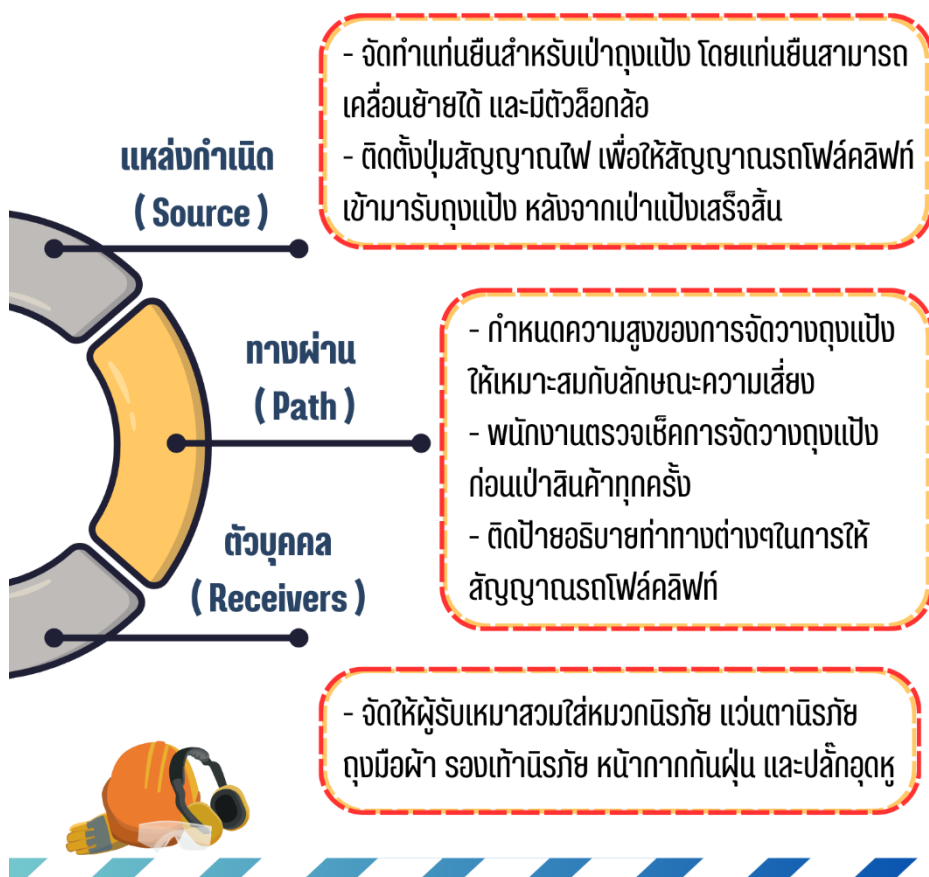 - จัดทำแท่นยืนสำหรับเป่าถุงแป้ง โดยแท่นยืนสามารถ
เคลื่อนย้ายได้ และมีตัวล็อกล้อ
- ติดตั้งปุ่มสัญญาณไฟ เพื่อให้สัญญาณรถโฟล์คลิฟท์
เข้ามารับถุงแป้ง หลังจากเป่าแป้งเสร็จสิ้น
แหล่งกำเนิด
( Source )
ทางผ่าน
( Path )
- กำหนดความสูงของการจัดวางถุงแป้ง
ให้เหมาะสมกับลักษณะความเสี่ยง
- พนักงานตรวจเช็คการจัดวางถุงแป้ง
ก่อนเป่าสินค้าทุกครั้ง
- ติดป้ายอธิบายท่าทางต่างๆในการให้
สัญญาณรถโฟล์คลิฟท์
ตัวบุคคล
( Receivers )
- จัดให้ผู้รับเหมาสวมใส่หมวกนิรภัย แว่นตานิรภัย
ถุงมือผ้า รองเท้านิรภัย หน้ากากกันฝุ่น และปลั๊กอุดหู